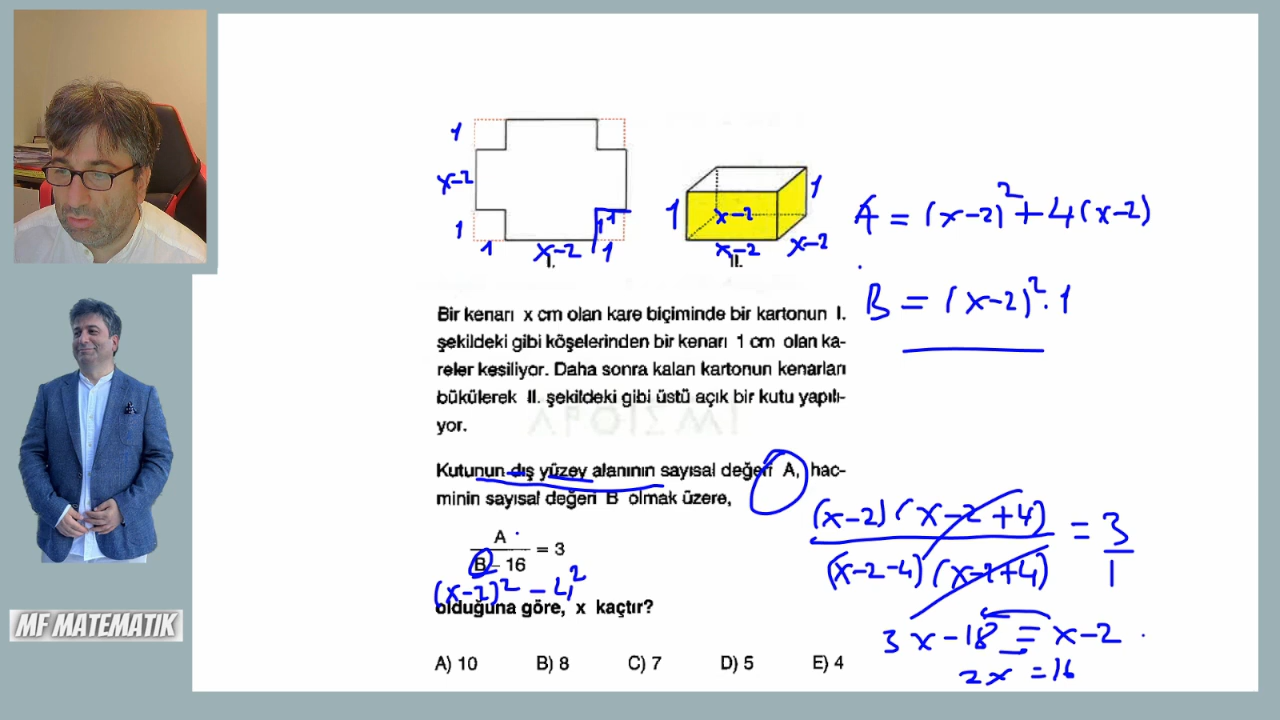 1
x-2
1
1
x-2
1
1
1
I.
1
x-2
1
x-2
x-2
II.
A = (x-2)² + 4(x-2)
B = (x-2)² . 1
Bir kenarı x cm olan kare biçiminde bir kartonun I.
şekildeki gibi köşelerinden bir kenarı 1 cm olan ka-
reler kesiliyor. Daha sonra kalan kartonun kenarları
bükülerek II. şekildeki gibi üstü açık bir kutu yapılı-
yor.
Kutunun dış yüzey alanının sayısal değeri A, hac-
minin sayısal değeri B olmak üzere,
A
B - 16
= 3
(x-2)² - 4²
olduğuna göre, x kaçtır?
A) 10 B) 8 C) 7 D) 5 E) 4
(x-2)(x-2+4)
(x-2-4)(x-2+4)
= 3
1
3x-18 = x-2
2x = 16
MF MATEMATIK